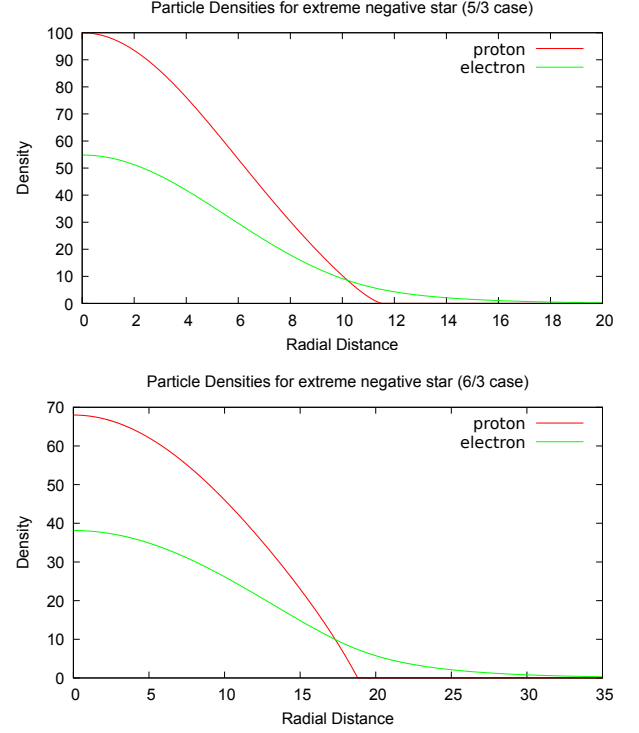 Particle Densities for extreme negative star (5/3 case)
100
90
80
70
60
50
40
30
20
10
0
Density
proton
electron
0 2 4 6 8 10 12 14 16 18 20
Radial Distance
Particle Densities for extreme negative star (6/3 case)
70
60
50
40
30
20
10
0
Density
proton
electron
0 5 10 15 20 25 30 35
Radial Distance